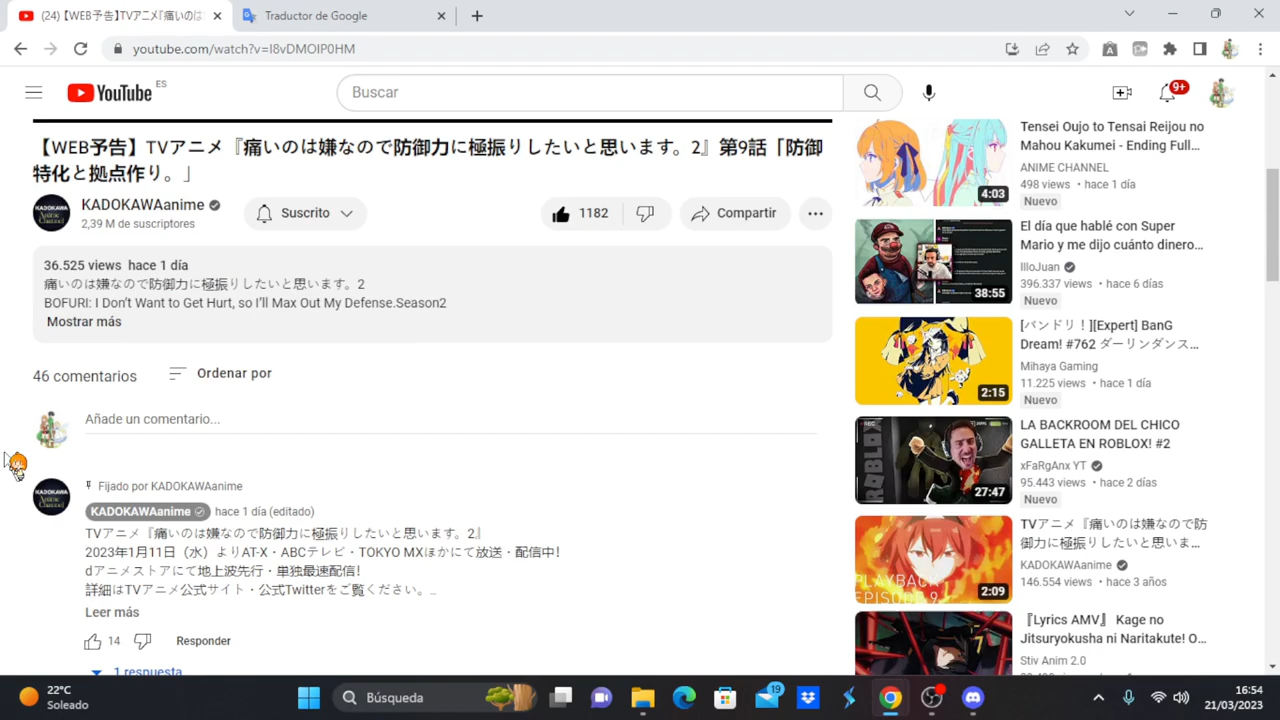 (24) 【WEB予告】TVアニメ『痛いのは
Traductor de Google
youtube.com/watch?v=I8vDMOIP0HM
YouTube ES
Buscar
9+
【WEB予告】TVアニメ『痛いのは嫌なので防御力に極振りしたいと思います。2』第9話「防御
特化と拠点作り。」
KADOKAWAanime
2,39 M de suscriptores
Suscrito
1182
Compartir
36.525 views hace 1 día
痛いのは嫌なので防御力に極振りしたいと思います。2
BOFURI: I Don't Want to Get Hurt, so I'll Max Out My Defense.Season2
Mostrar más
46 comentarios
Ordenar por
Añade un comentario...
Fijado por KADOKAWAanime
KADOKAWAanime hace 1 día (editado)
TVアニメ『痛いのは嫌なので防御力に極振りしたいと思います。2』
2023年1月11日（水）よりAT-X・ABCテレビ・TOKYO MXほかにて放送・配信中!
dアニメストアにて地上波先行・単独最速配信!
詳細はTVアニメ公式サイト・公式Twitterをご覧ください。…
Leer más
14
Responder
1 respuesta
4:03
Tensei Oujo to Tensai Reijou no
Mahou Kakumei - Ending Full...
ANIME CHANNEL
498 views • hace 1 día
Nuevo
38:55
El día que hablé con Super
Mario y me dijo cuánto dinero...
IlloJuan
396.337 views • hace 6 días
Nuevo
2:15
[バンドリ！][Expert] BanG
Dream! #762 ダーリンダンス...
Mihaya Gaming
11.225 views • hace 1 día
Nuevo
ROBLOX
27:47
LA BACKROOM DEL CHICO
GALLETA EN ROBLOX! #2
xFaRgAnx YT
95.443 views • hace 2 días
Nuevo
PLAYBACK
EPISODE 9
2:09
TVアニメ『痛いのは嫌なので防
御力に極振りしたいと思いま...
KADOKAWAanime
146.554 views • hace 3 años
『Lyrics AMV』 Kage no
Jitsuryokusha ni Naritakute! O...
Stiv Anim 2.0
22°C
Soleado
Búsqueda
19
16:54
21/03/2023